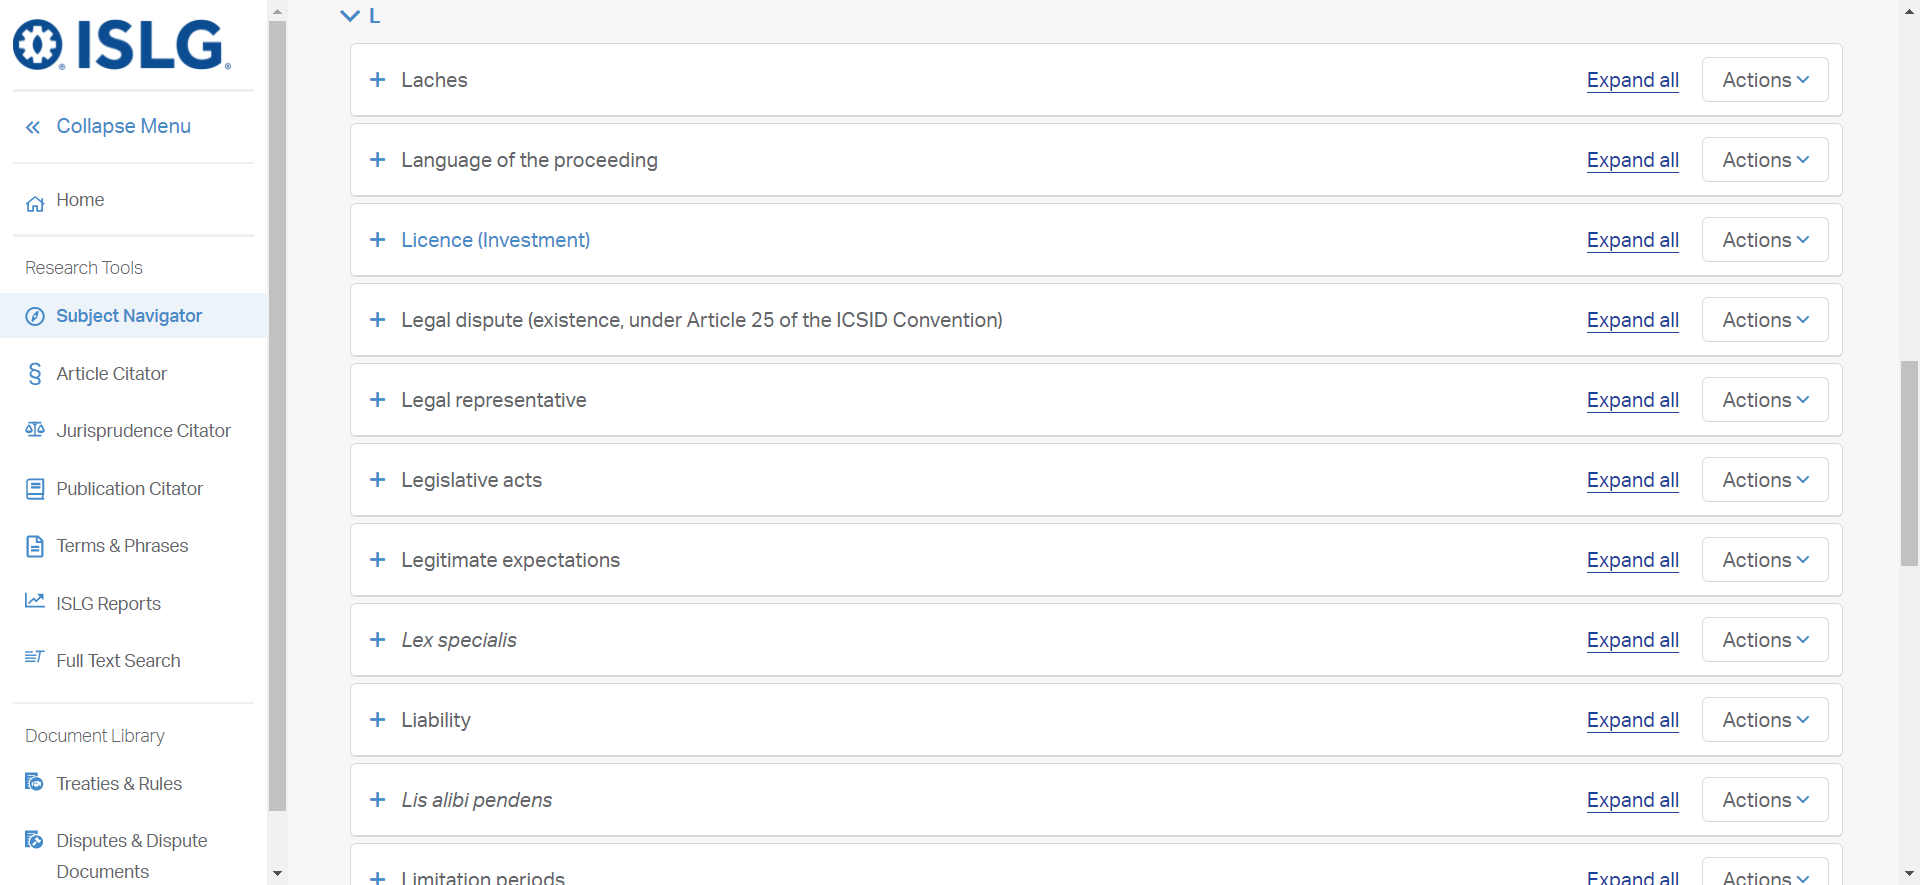 ISLG
Collapse Menu
Home
Research Tools
Subject Navigator
Article Citator
Jurisprudence Citator
Publication Citator
Terms & Phrases
ISLG Reports
Full Text Search
Document Library
Treaties & Rules
Disputes & Dispute
Documents
L
Laches Expand all Actions
Language of the proceeding Expand all Actions
Licence (Investment) Expand all Actions
Legal dispute (existence, under Article 25 of the ICSID Convention) Expand all Actions
Legal representative Expand all Actions
Legislative acts Expand all Actions
Legitimate expectations Expand all Actions
Lex specialis Expand all Actions
Liability Expand all Actions
Lis alibi pendens Expand all Actions
Limitation periods Expand all Actions